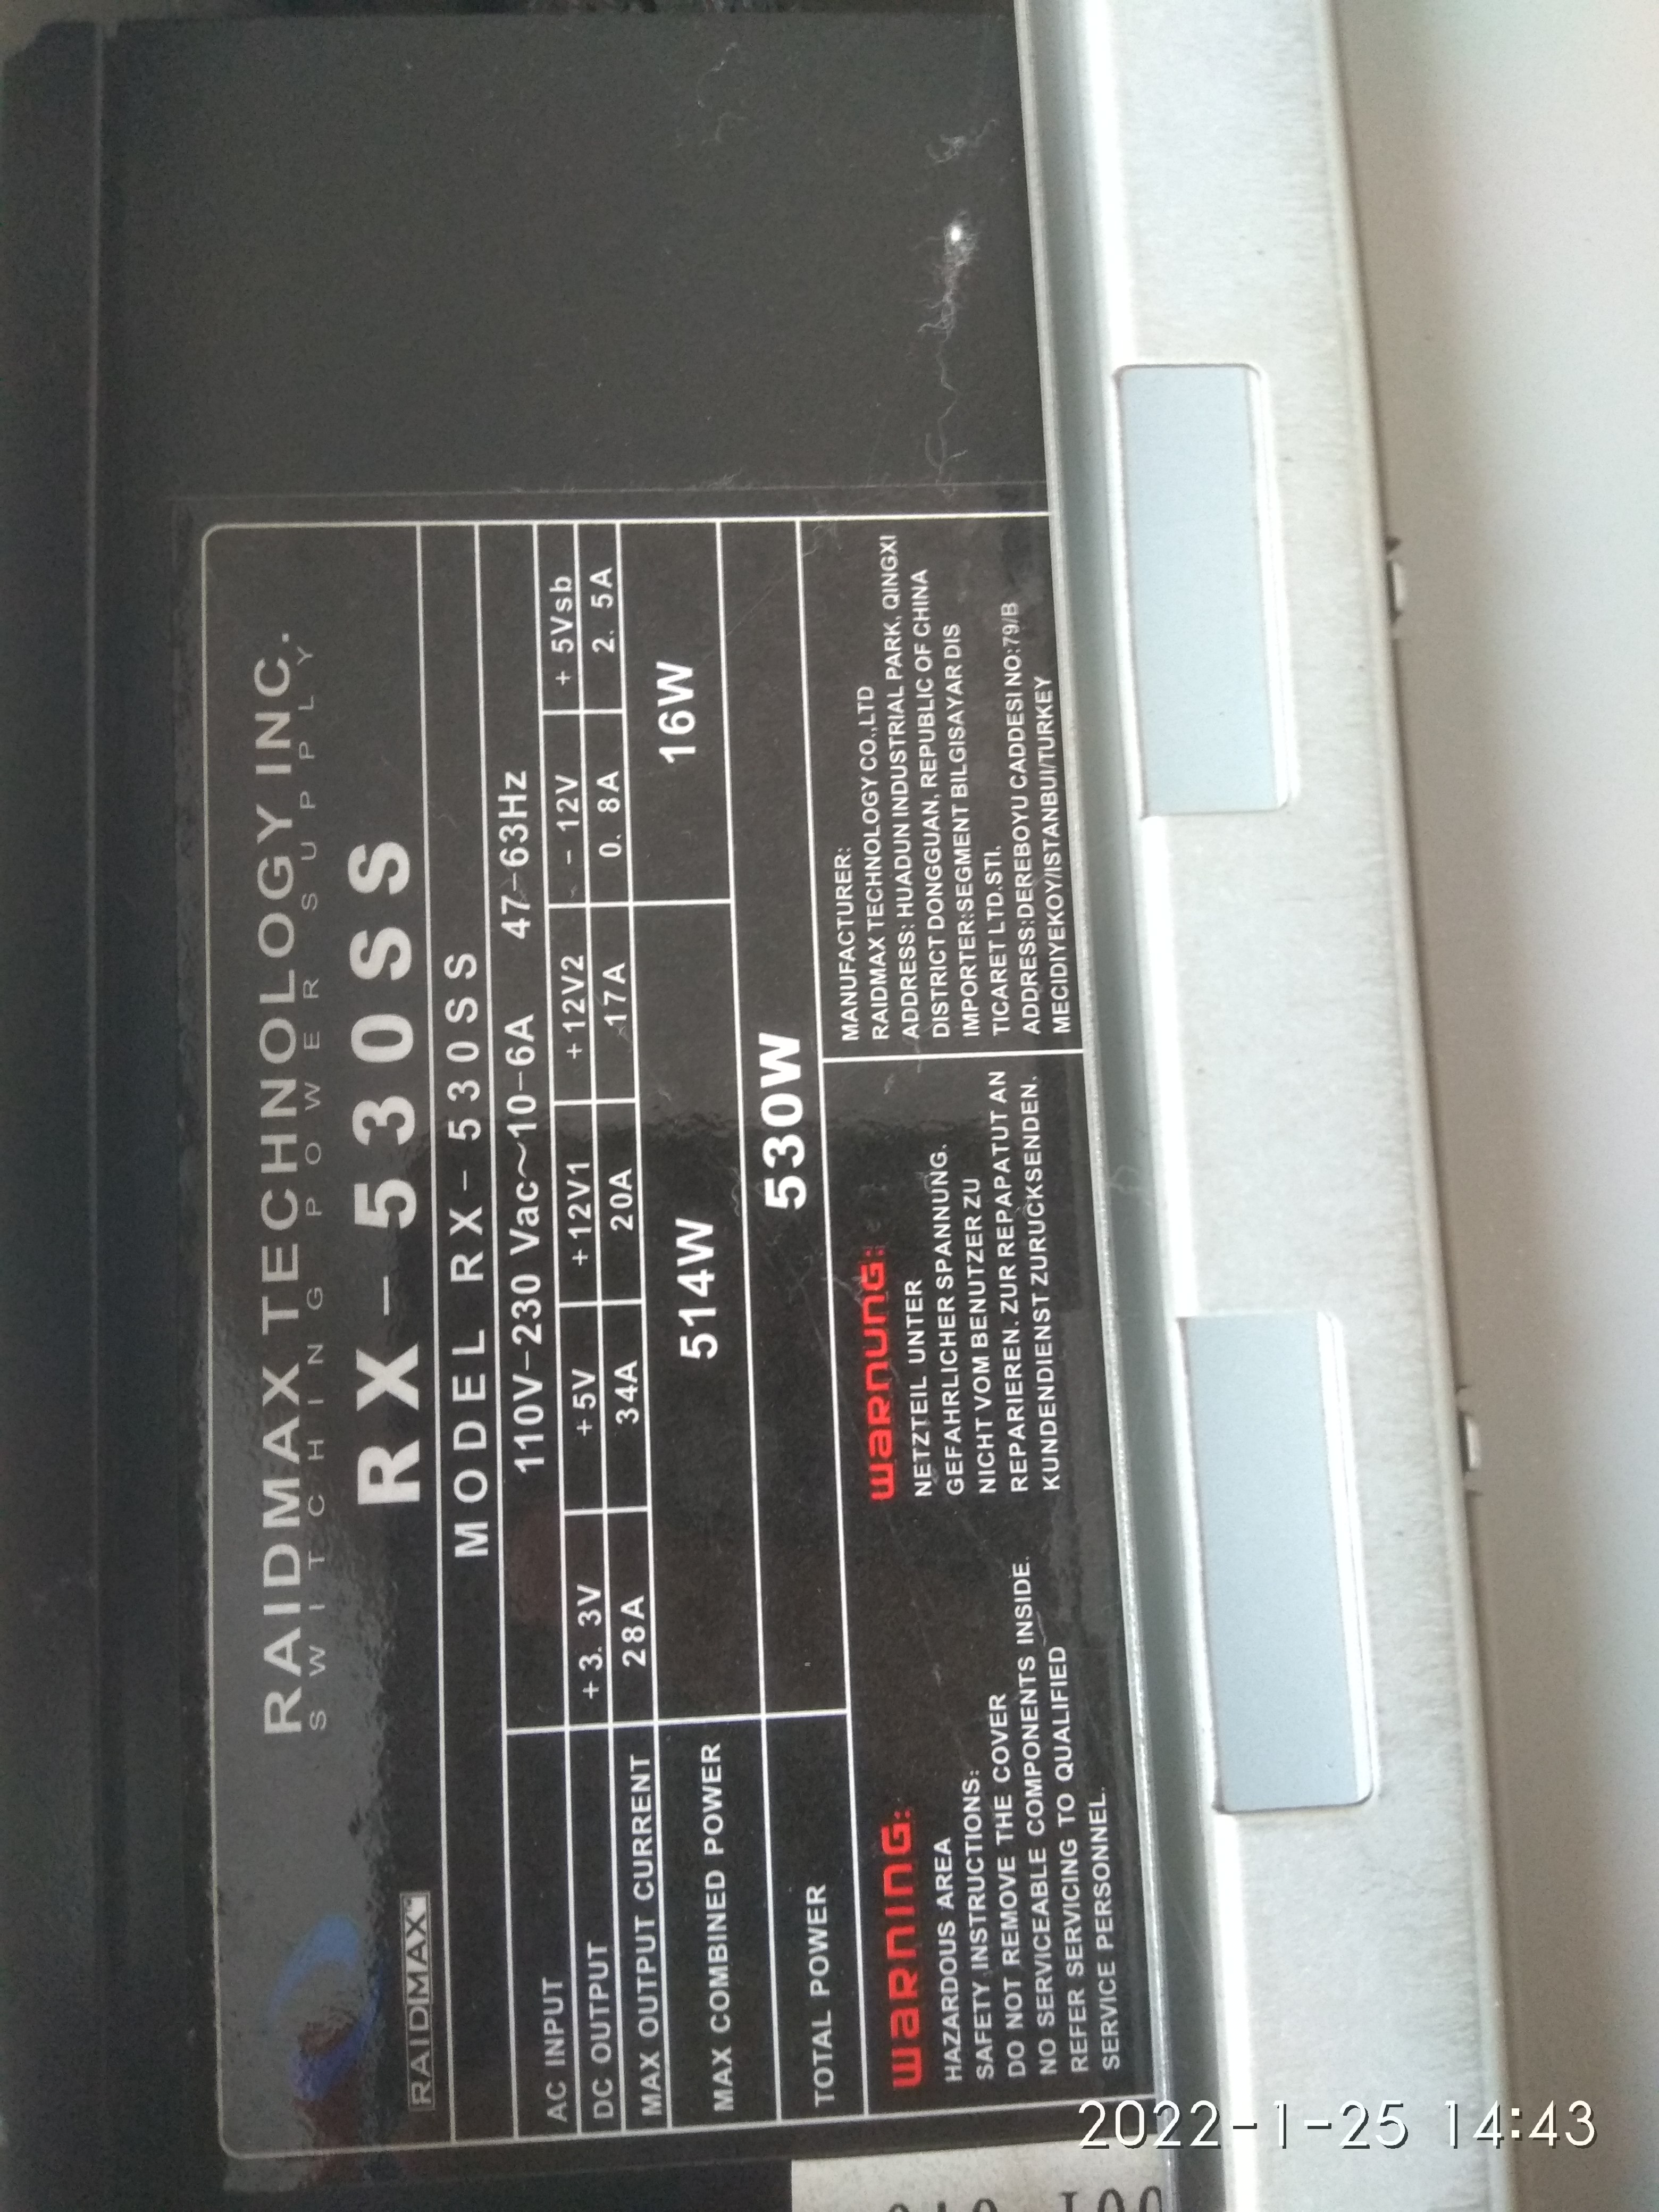 RAIDMAX TECHNOLOGY INC.
SWITCHING POWER SUPPLY
RAIDMAX
RX-530SS
MODEL RX-530SS
AC INPUT 110V-230 Vac~10-6A 47-63Hz
DC OUTPUT +3.3V +5V +12V1 +12V2 -12V +5Vsb
MAX OUTPUT CURRENT 28A 34A 20A 17A 0.8A 2.5A
MAX COMBINED POWER 514W 16W
TOTAL POWER 530W
WARNING:
HAZARDOUS AREA
SAFETY INSTRUCTIONS:
DO NOT REMOVE THE COVER
NO SERVICEABLE COMPONENTS INSIDE.
REFER SERVICING TO QUALIFIED
SERVICE PERSONNEL.
WARNUNG:
NETZTEIL UNTER
GEFAHRLICHER SPANNUNG.
NICHT VOM BENUTZER ZU
REPARIEREN. ZUR REPAPATUT AN
KUNDENDIENST ZURUCKSENDEN.
MANUFACTURER:
RAIDMAX TECHNOLOGY CO.,LTD
ADDRESS: HUADUN INDUSTRIAL PARK, QINGXI
DISTRICT DONGGUAN, REPUBLIC OF CHINA
IMPORTER:SEGMENT BILGISAYAR DIS
TICARET LTD.STI.
ADDRESS:DEREBOYU CADDESI NO:79/B
MECIDIYEKOY/ISTANBUI/TURKEY
2022-1-25 14:43